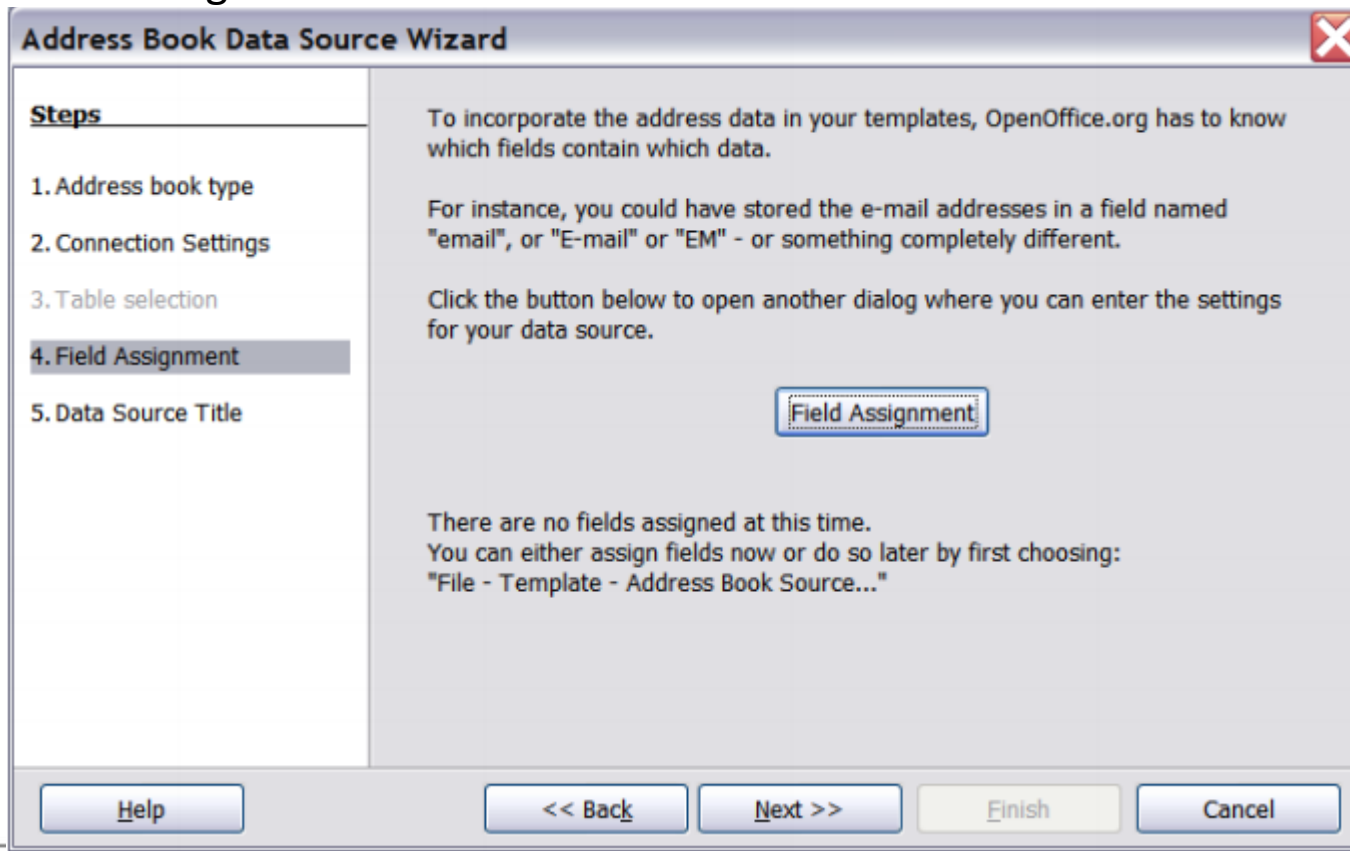 Address Book Data Source Wizard
Steps
1. Address book type
2. Connection Settings
3. Table selection
4. Field Assignment
5. Data Source Title
To incorporate the address data in your templates, OpenOffice.org has to know
which fields contain which data.
For instance, you could have stored the e-mail addresses in a field named
"email", or "E-mail" or "EM" - or something completely different.
Click the button below to open another dialog where you can enter the settings
for your data source.
Field Assignment
There are no fields assigned at this time.
You can either assign fields now or do so later by first choosing:
"File - Template - Address Book Source..."
Help
<< Back
Next >>
Finish
Cancel